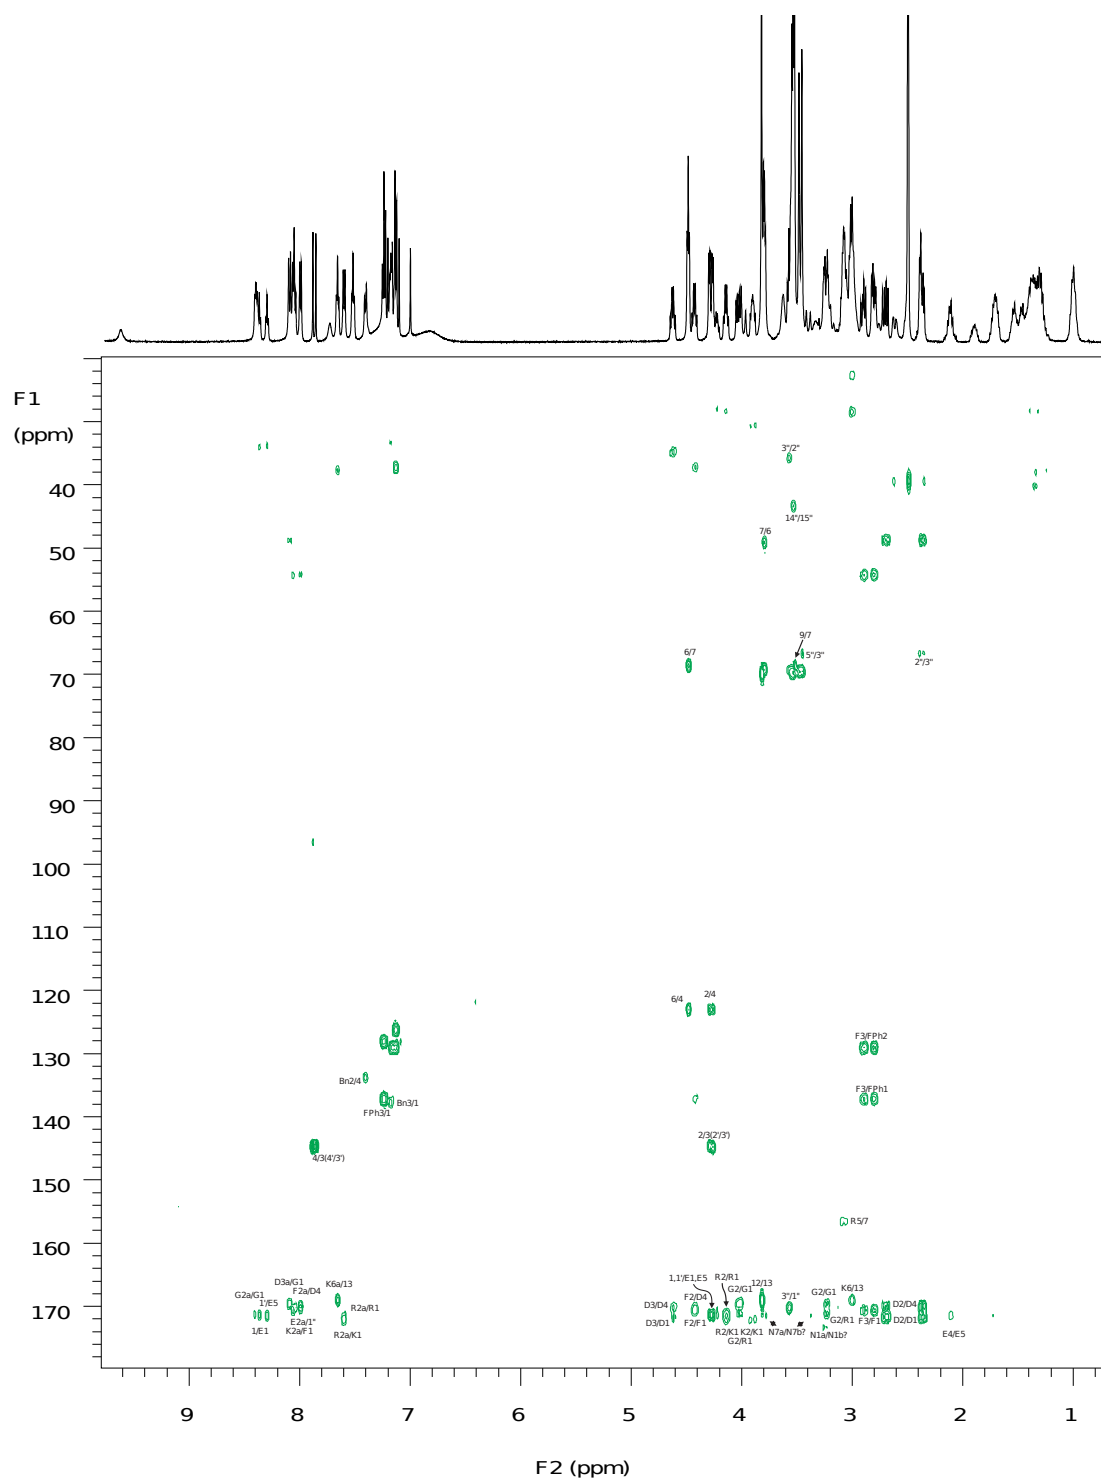 F1
(ppm)
3"/2"
40
14"/15"
7/6
50
60
9/7
6/7
5"/3"
2"/3"
70
80
90
100
110
120
6/4
2/4
F3/FPh2
130
Bn2/4
F3/FPh1
Bn3/1
FPh3/1
140
2/3(2'/3')
4/3(4'/3')
150
R5/7
160
1,1'/E1,E5
R2/R1
D3a/G1
K6a/13
12/13
K6/13
G2a/G1
F2a/D4
D3/D4
F2/D4
G2/G1
3"/1"
G2/G1
D2/D4
1'/E5
R2a/R1
170
1/E1
E2a/1"
K2a/F1
R2a/K1
D3/D1
F2/F1
R2/K1
K2/K1
G2/R1
N7a/N7b?
N1a/N1b?
G2/R1
F3/F1
D2/D1
E4/E5
9 8 7 6 5 4 3 2 1
F2 (ppm)